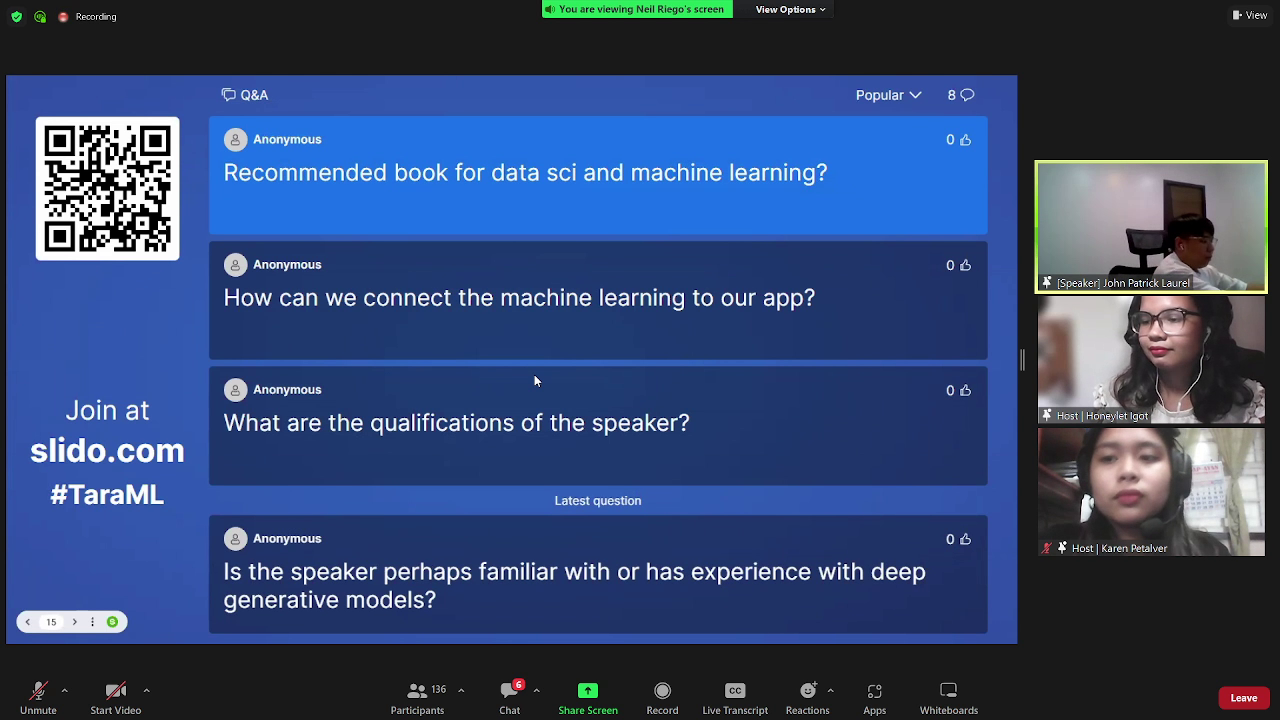 Recording
You are viewing Neil Riego's screen
View Options
View
Q&A
Popular
8
Anonymous
0
Recommended book for data sci and machine learning?
Anonymous
0
How can we connect the machine learning to our app?
Anonymous
0
What are the qualifications of the speaker?
Latest question
Anonymous
0
Is the speaker perhaps familiar with or has experience with deep
generative models?
Join at
slido.com
#TaraML
15
[Speaker] John Patrick Laurel
Host | Honeylet Igot
Host | Karen Petalver
Unmute
Start Video
136
Participants
6
Chat
Share Screen
Record
CC
Live Transcript
Reactions
Apps
Whiteboards
Leave